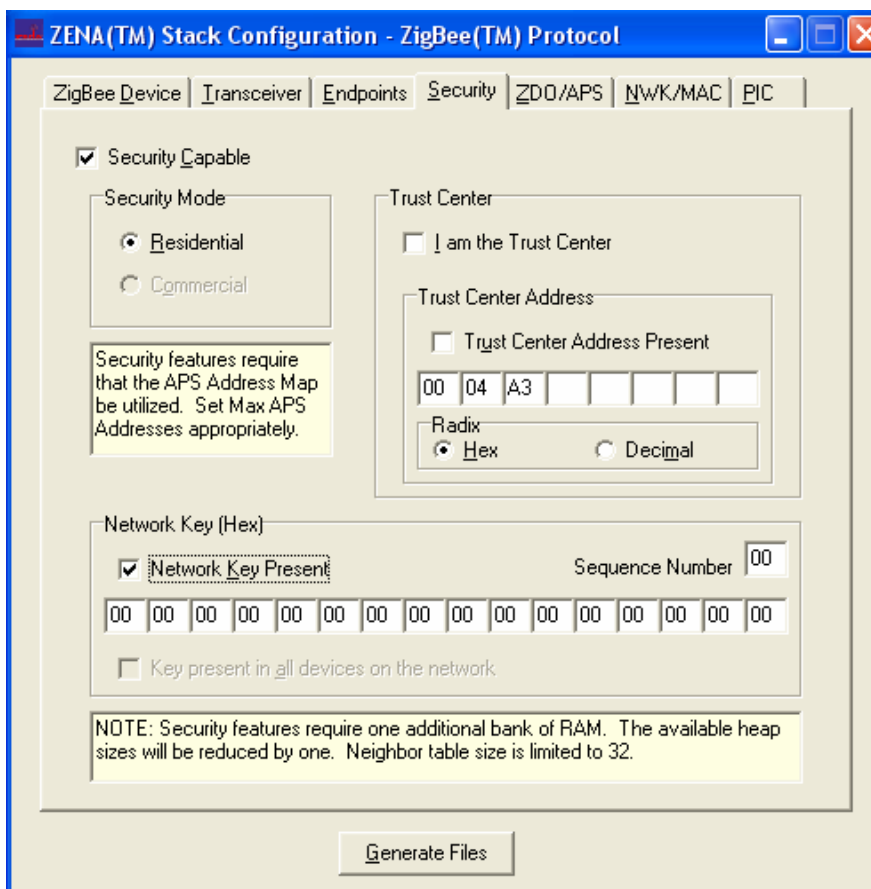 ZENA(TM) Stack Configuration - ZigBee(TM) Protocol
ZigBee Device Transceiver Endpoints Security ZDO/APS NWK/MAC PIC
Security Capable
Security Mode
Residential
Commercial
Security features require
that the APS Address Map
be utilized. Set Max APS
Addresses appropriately.
Trust Center
I am the Trust Center
Trust Center Address
Trust Center Address Present
00 04 A3
Radix
Hex Decimal
Network Key (Hex)
Network Key Present Sequence Number 00
00 00 00 00 00 00 00 00 00 00 00 00 00 00 00 00
Key present in all devices on the network
NOTE: Security features require one additional bank of RAM. The available heap
sizes will be reduced by one. Neighbor table size is limited to 32.
Generate Files